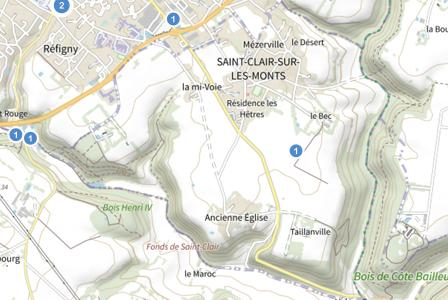 2
1
Réfigny
Mézerville
le Désert
la Bou
SAINT-CLAIR-SUR-
LES-MONTS
la mi-Voie
Résidence les
Hêtres
t Rouge
le Bec
1
1
1
34
Bois Henri IV
Ancienne Église
Taillanville
Fonds de Saint-Clair
bourg
le Maroc
Bois de Côte Bailleu